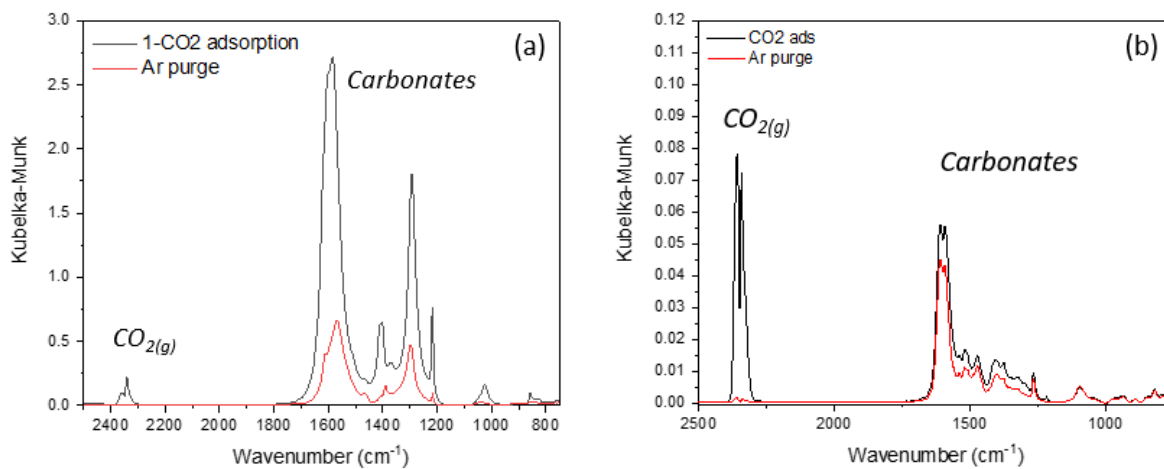 3.0
2.5
2.0
1.5
1.0
0.5
0.0
Kubelka-Munk
1-CO2 adsorption
Ar purge
(a)
Carbonates
CO2(g)
2400 2200 2000 1800 1600 1400 1200 1000 800
Wavenumber (cm-1)
0.12
0.11
0.10
0.09
0.08
0.07
0.06
0.05
0.04
0.03
0.02
0.01
0.00
Kubelka-Munk
CO2 ads
Ar purge
(b)
CO2(g)
Carbonates
2500 2000 1500 1000
Wavenumber (cm-1)